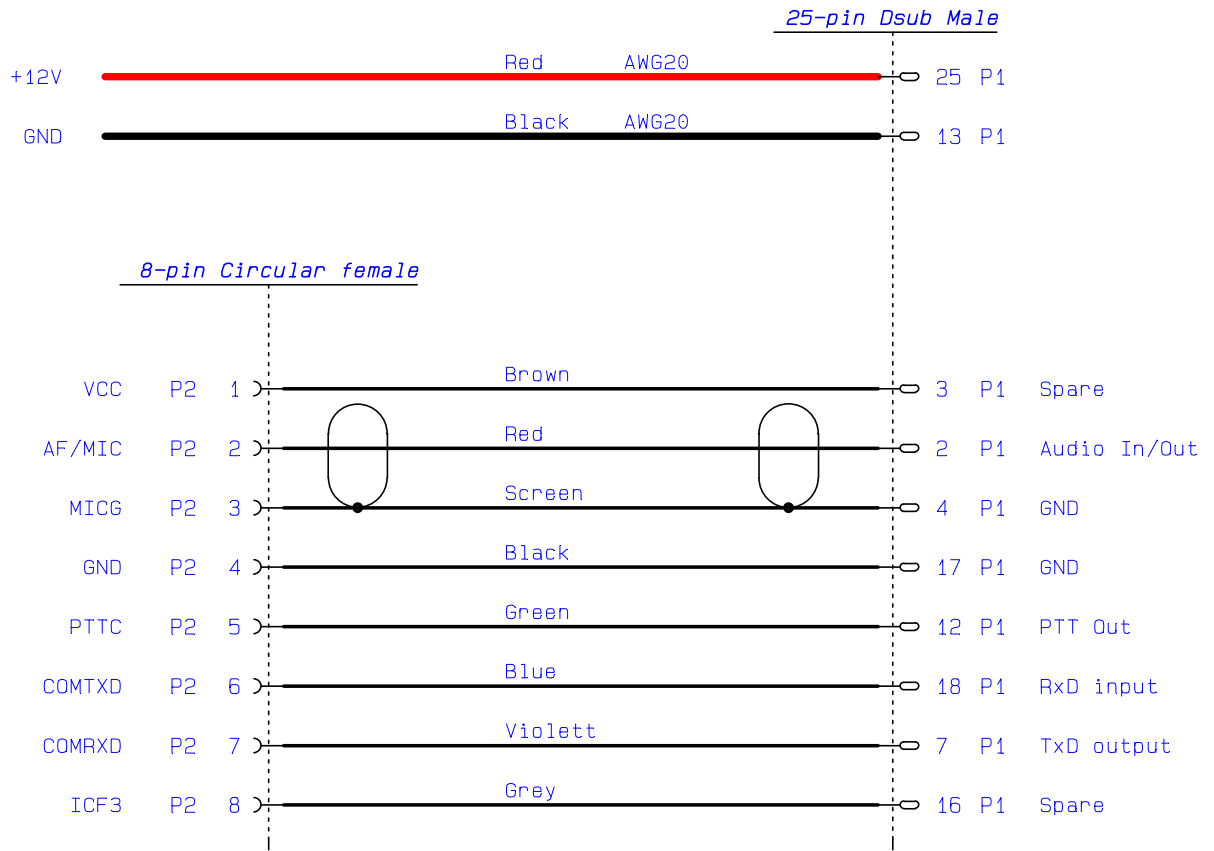 25-pin Dsub Male
+12V Red AWG20 25 P1
GND Black AWG20 13 P1
8-pin Circular female
VCC P2 1 Brown 3 P1 Spare
AF/MIC P2 2 Red 2 P1 Audio In/Out
MICG P2 3 Screen 4 P1 GND
GND P2 4 Black 17 P1 GND
PTTC P2 5 Green 12 P1 PTT Out
COMTXD P2 6 Blue 18 P1 RxD input
COMRXD P2 7 Violett 7 P1 TxD output
ICF3 P2 8 Grey 16 P1 Spare